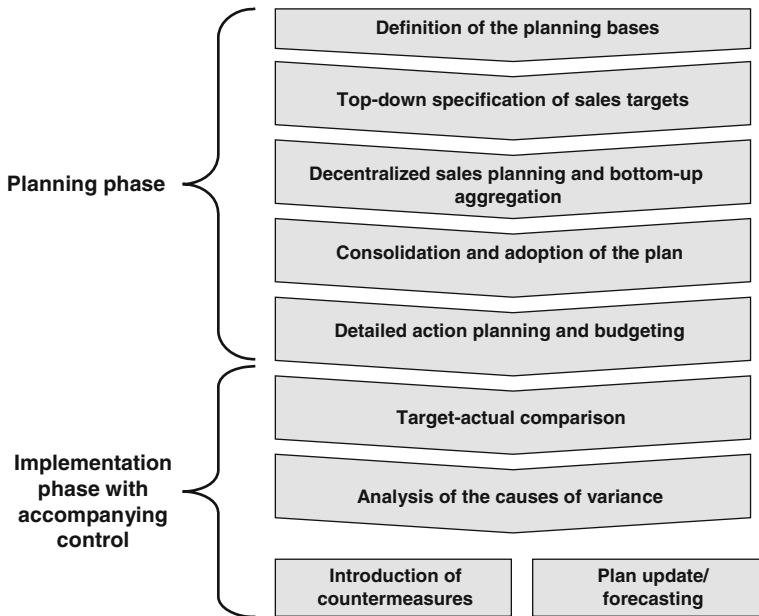 Definition of the planning bases
Top-down specification of sales targets
Planning phase
Decentralized sales planning and bottom-up
aggregation
Consolidation and adoption of the plan
Detailed action planning and budgeting
Target-actual comparison
Implementation
phase with
accompanying
control
Analysis of the causes of variance
Introduction of
countermeasures
Plan update/
forecasting